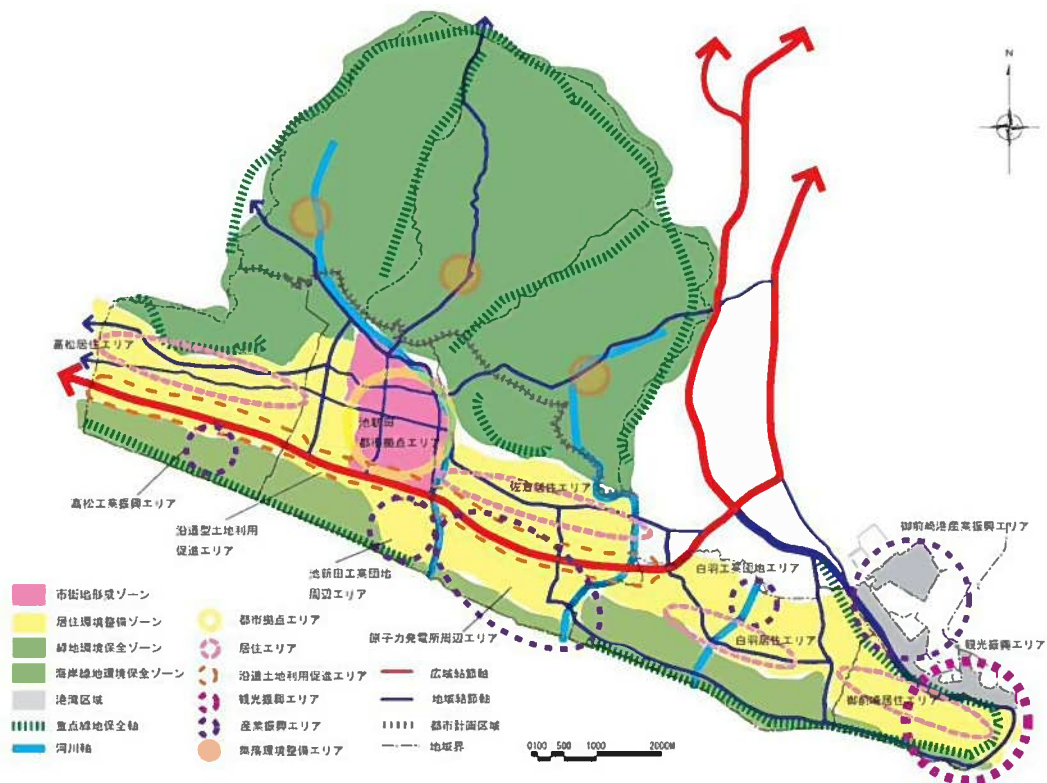 N
高松居住エリア
池新田
都市拠点エリア
佐倉居住エリア
高松工業振興エリア
沿道型土地利用
促進エリア
池新田工業団地
周辺エリア
原子力発電所周辺エリア
白羽工業団地エリア
白羽居住エリア
御前崎港産業振興エリア
観光振興エリア
御前崎居住エリア
市街地形成ゾーン
居住環境整備ゾーン
緑地環境保全ゾーン
海岸緑地環境保全ゾーン
港湾区域
重点緑地保全軸
河川軸
都市拠点エリア
居住エリア
沿道土地利用促進エリア
観光振興エリア
産業振興エリア
集落環境整備エリア
広域結節軸
地域結節軸
都市計画区域
地域界
0100 500 1000 2000M